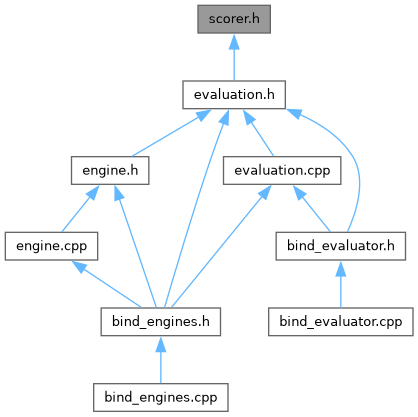 scorer.h
evaluation.h
engine.h
evaluation.cpp
engine.cpp
bind_evaluator.h
bind_engines.h
bind_evaluator.cpp
bind_engines.cpp